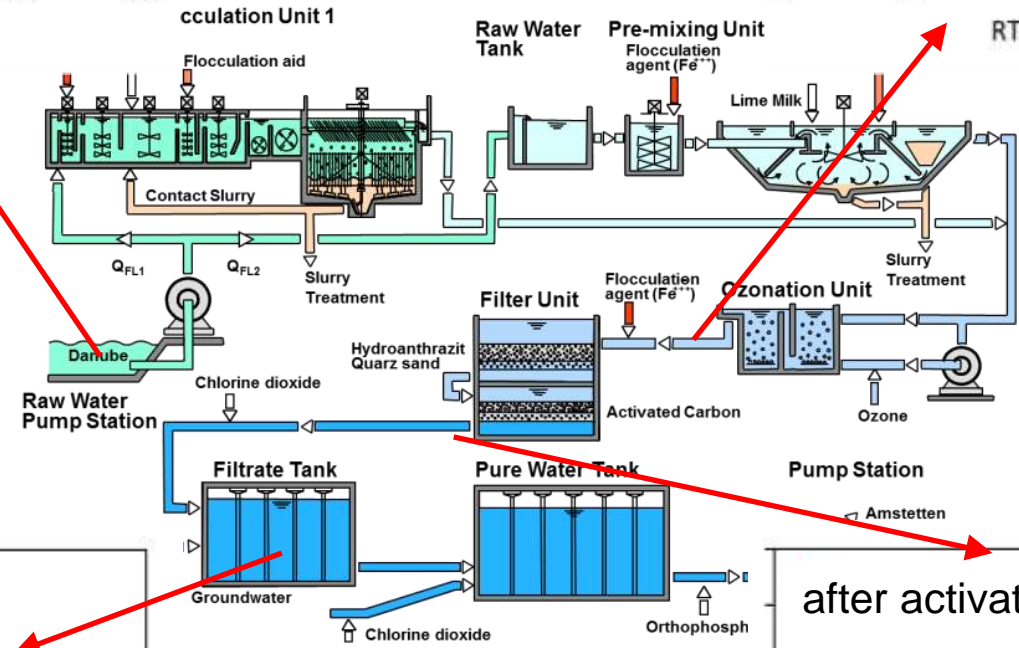 cculation Unit 1
RT
Raw Water
Tank
Pre-mixing Unit
Flocculation
agent (Fe+++)
Flocculation aid
Lime Milk
Contact Slurry
QFL1
QFL2
Slurry
Treatment
Slurry
Treatment
Danube
Raw Water
Pump Station
Filter Unit
Flocculation
agent (Fe+++)
Ozonation Unit
Hydroanthrazit
Quarz sand
Chlorine dioxide
Activated Carbon
Ozone
Filtrate Tank
Pure Water Tank
Pump Station
Amstetten
Groundwater
Chlorine dioxide
Orthophosph
after activat